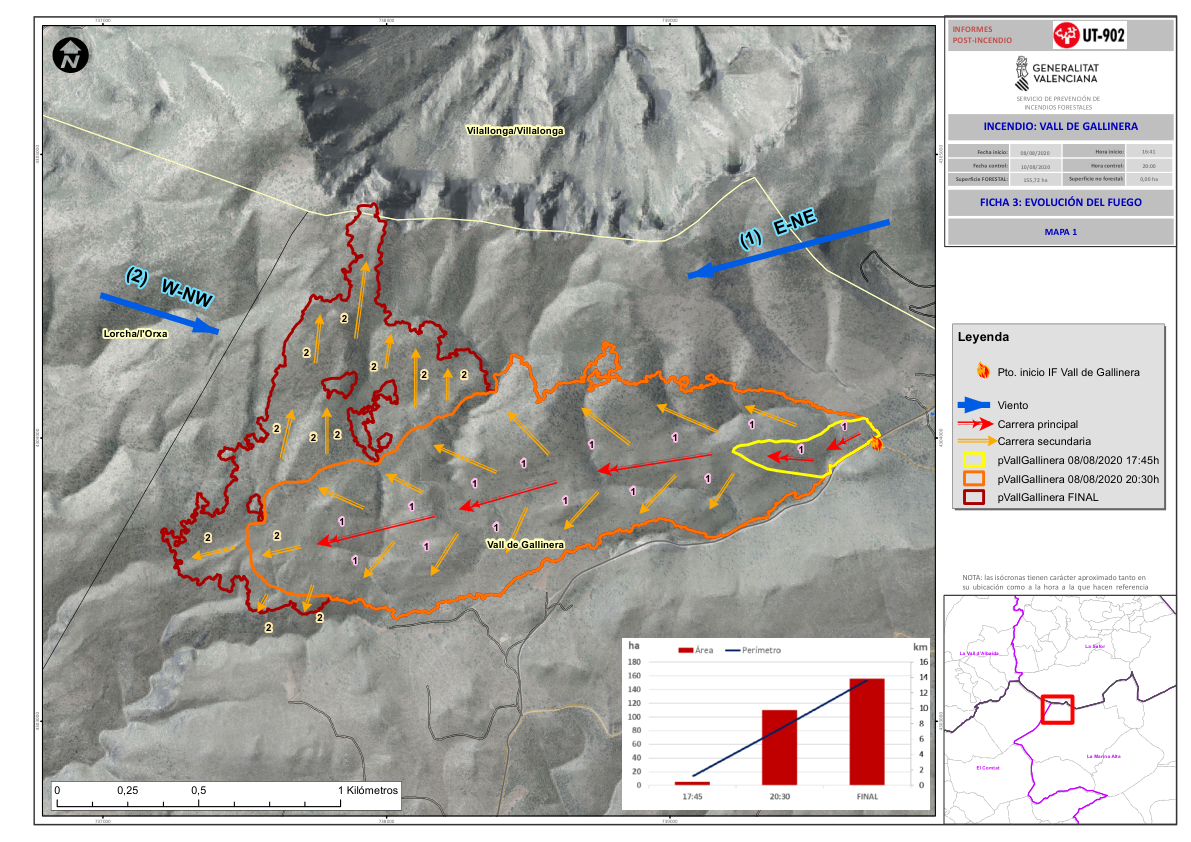 737000
738000
739000
N
Vilallonga/Villalonga
(1) E-NE
(2) W-NW
Lorcha/l'Orxa
2
2
2
2
2
2
2
2
2
2
2
2
2
1
1
1
1
1
1
1
1
1
1
1
1
1
1
Vall de Gallinera
0 0,25 0,5 1 Kilómetros
737000
738000
739000
ha
Área
Perímetro
km
180
160
140
120
100
80
60
40
20
0
16
14
12
10
8
6
4
2
0
17:45
20:30
FINAL
INFORMES
POST-INCENDIO
UT-902
GENERALITAT
VALENCIANA
SERVICIO DE PREVENCIÓN DE
INCENDIOS FORESTALES
INCENDIO: VALL DE GALLINERA
Fecha inicio: 08/08/2020 Hora inicio: 16:41
Fecha control: 10/08/2020 Hora control: 20:00
Superficie FORESTAL: 155,72 ha Superficie no forestal: 0,00 ha
FICHA 3: EVOLUCIÓN DEL FUEGO
MAPA 1
Leyenda
Pto. inicio IF Vall de Gallinera
Viento
Carrera principal
Carrera secundaria
pVallGallinera 08/08/2020 17:45h
pVallGallinera 08/08/2020 20:30h
pVallGallinera FINAL
NOTA: las isócronas tienen carácter aproximado tanto en
su ubicación como a la hora a la que hacen referencia
La Vall d'Albaida
La Safor
La Marina Alta
El Comtat